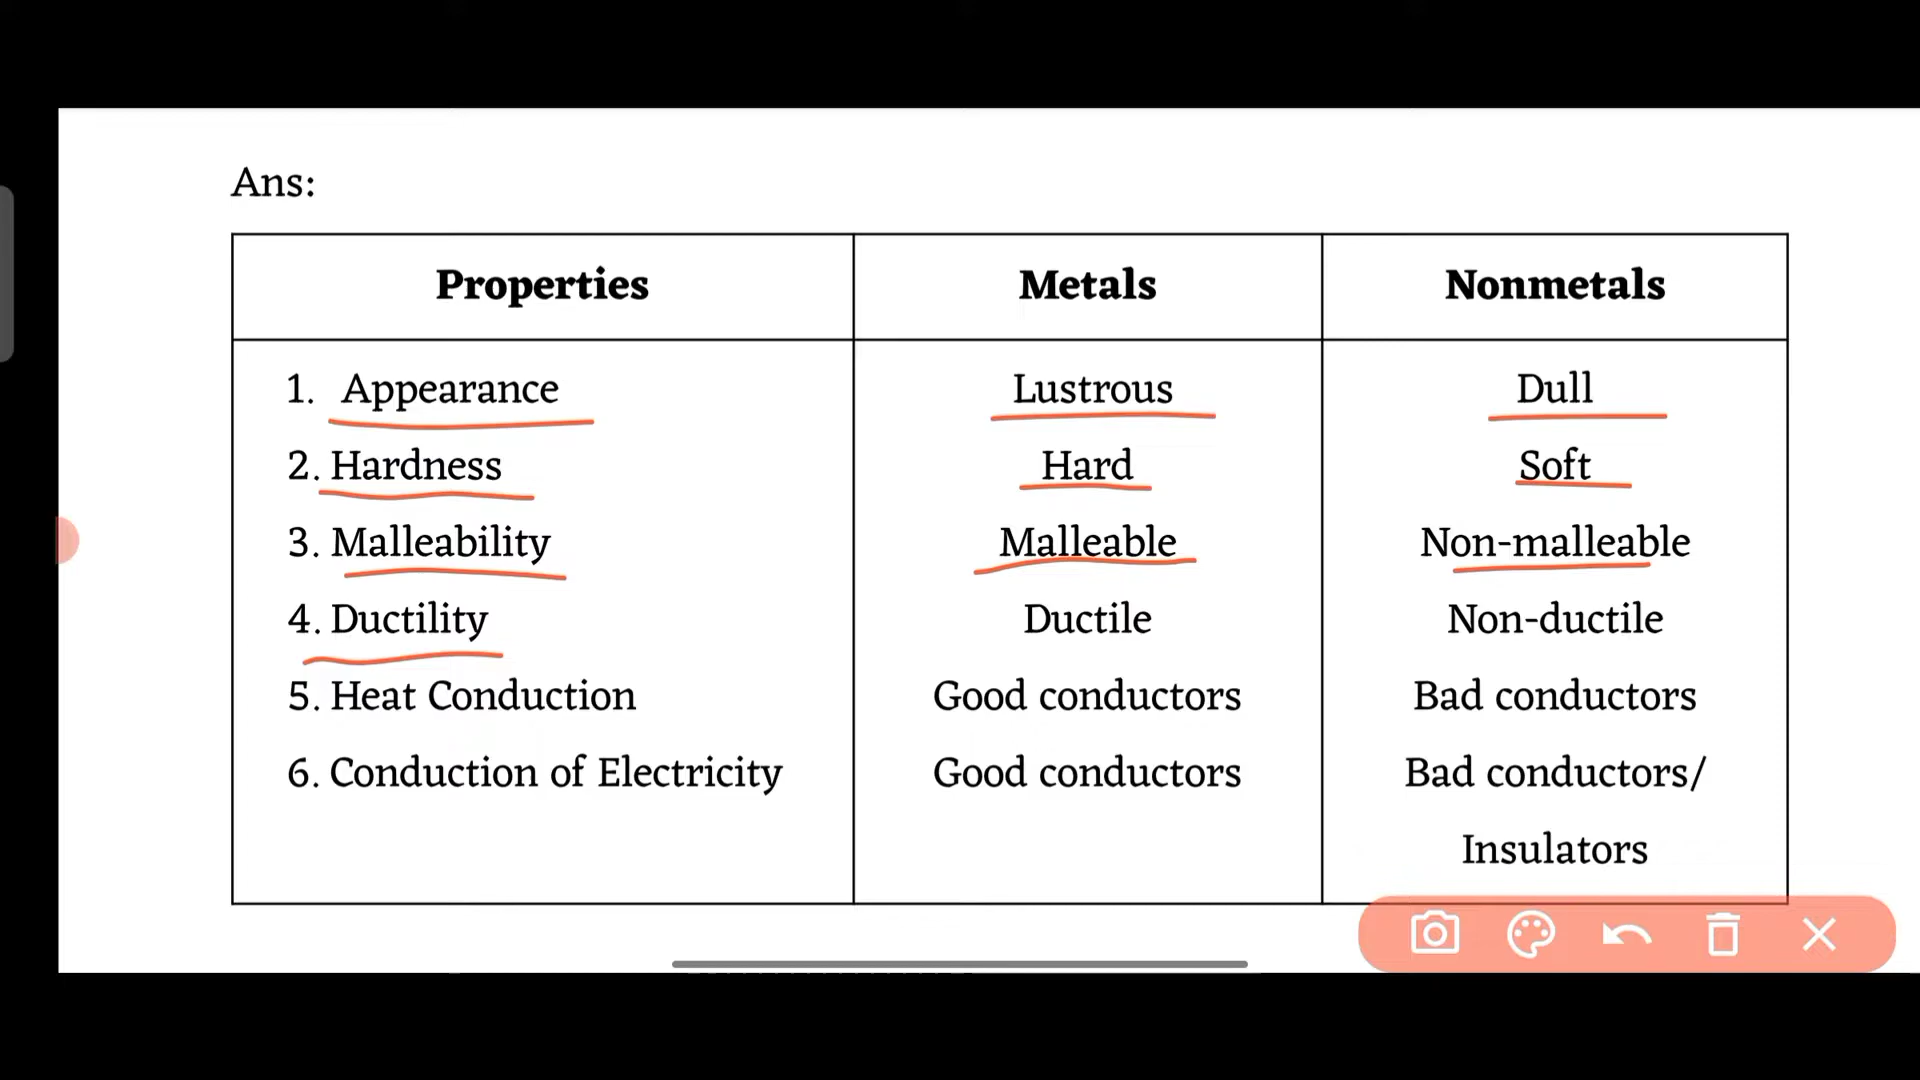 Ans:
Properties Metals Nonmetals
1. Appearance Lustrous Dull
2. Hardness Hard Soft
3. Malleability Malleable Non-malleable
4. Ductility Ductile Non-ductile
5. Heat Conduction Good conductors Bad conductors
6. Conduction of Electricity Good conductors Bad conductors/
Insulators